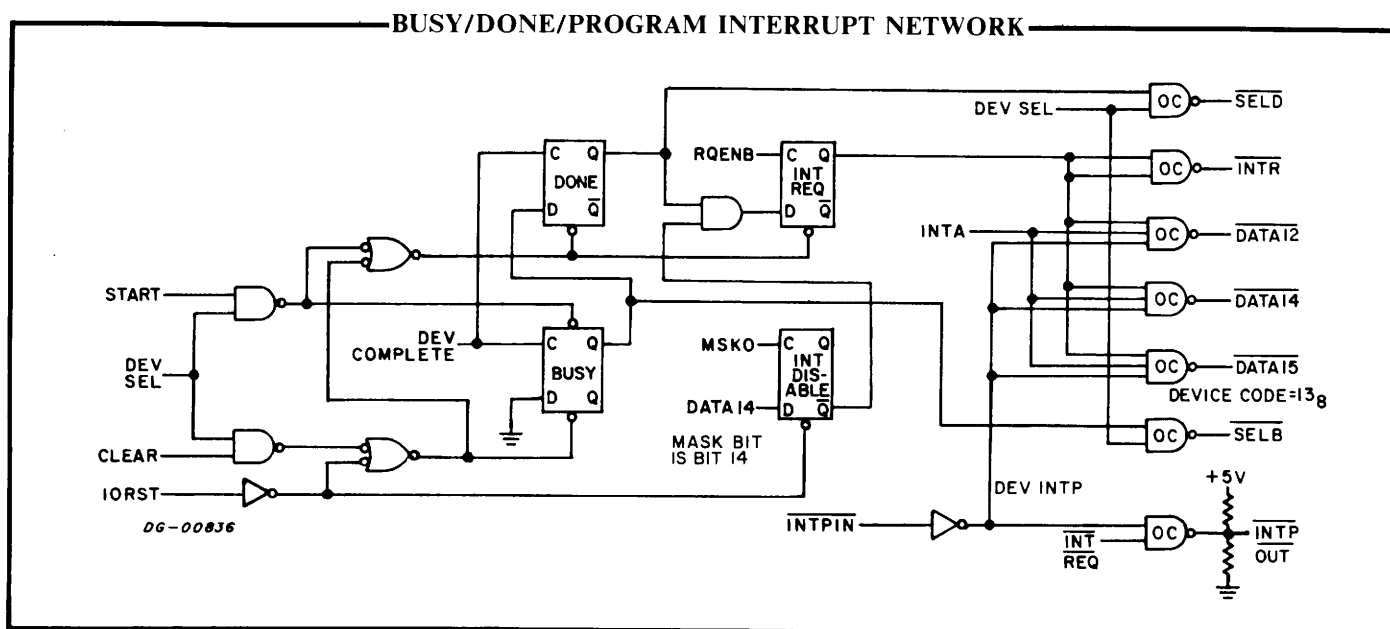 BUSY/DONE/PROGRAM INTERRUPT NETWORK
DEV SEL
OC
SELD
RQENB
C Q
INT
REQ
D Q
OC
INTR
C Q
DONE
D Q
INTA
OC
DATA12
START
OC
DATA14
DEV
COMPLETE
C Q
BUSY
D Q
MSKO
C Q
INT
DIS-
ABLE
D Q
DATA14
OC
DATA15
DEVICE CODE=13₈
DEV
SEL
MASK BIT
IS BIT 14
OC
SELB
CLEAR
IORST
DEV INTP
+5V
DG-00836
INTPIN
INT
REQ
OC
INTP
OUT